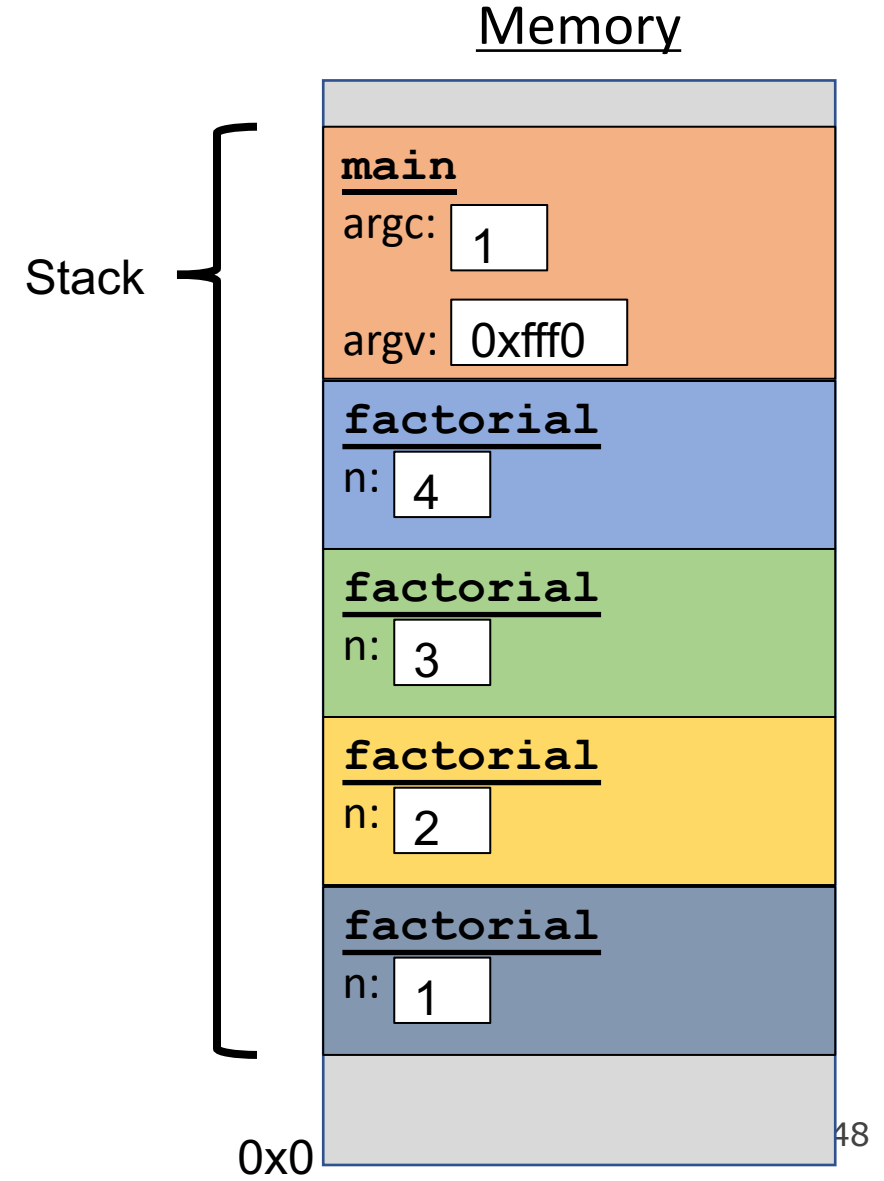 Memory
main
argc: 1
Stack
argv: 0xfff0
factorial
n: 4
factorial
n: 3
factorial
n: 2
factorial
n: 1
48
0x0